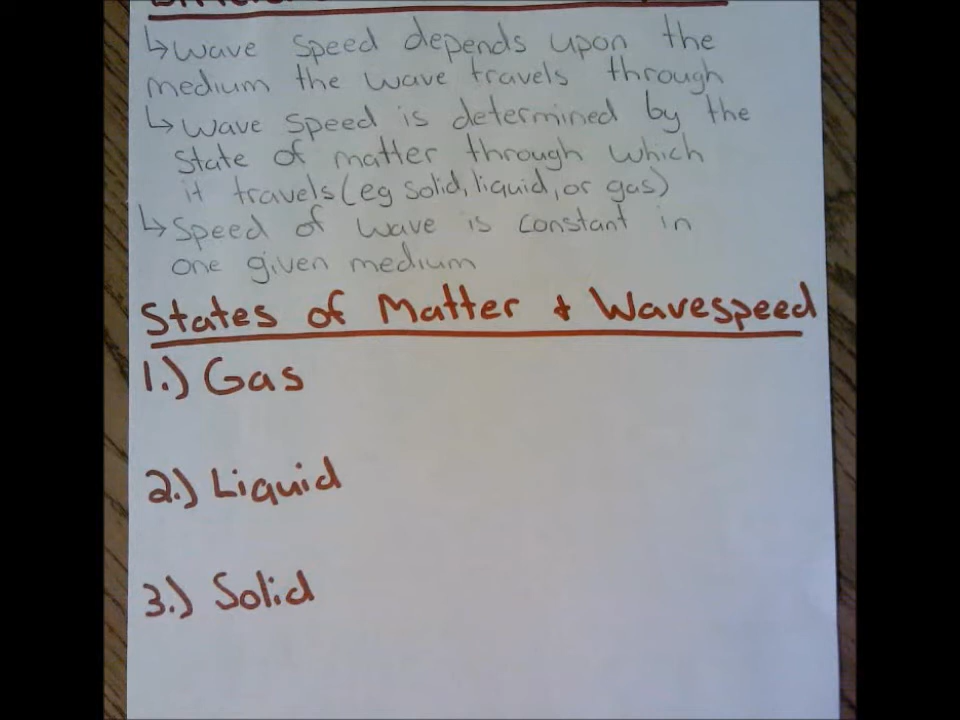 ↳ Wave speed depends upon the
medium the wave travels through
↳ Wave speed is determined by the
state of matter through which
it travels (eg solid, liquid, or gas)
↳ Speed of wave is constant in
one given medium
States of Matter & Wavespeed
1.) Gas
2.) Liquid
3.) Solid